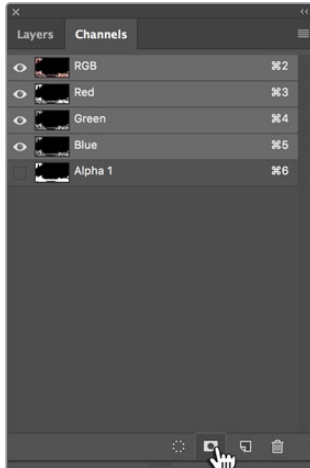 Layers Channels
RGB ⌘2
Red ⌘3
Green ⌘4
Blue ⌘5
Alpha 1 ⌘6